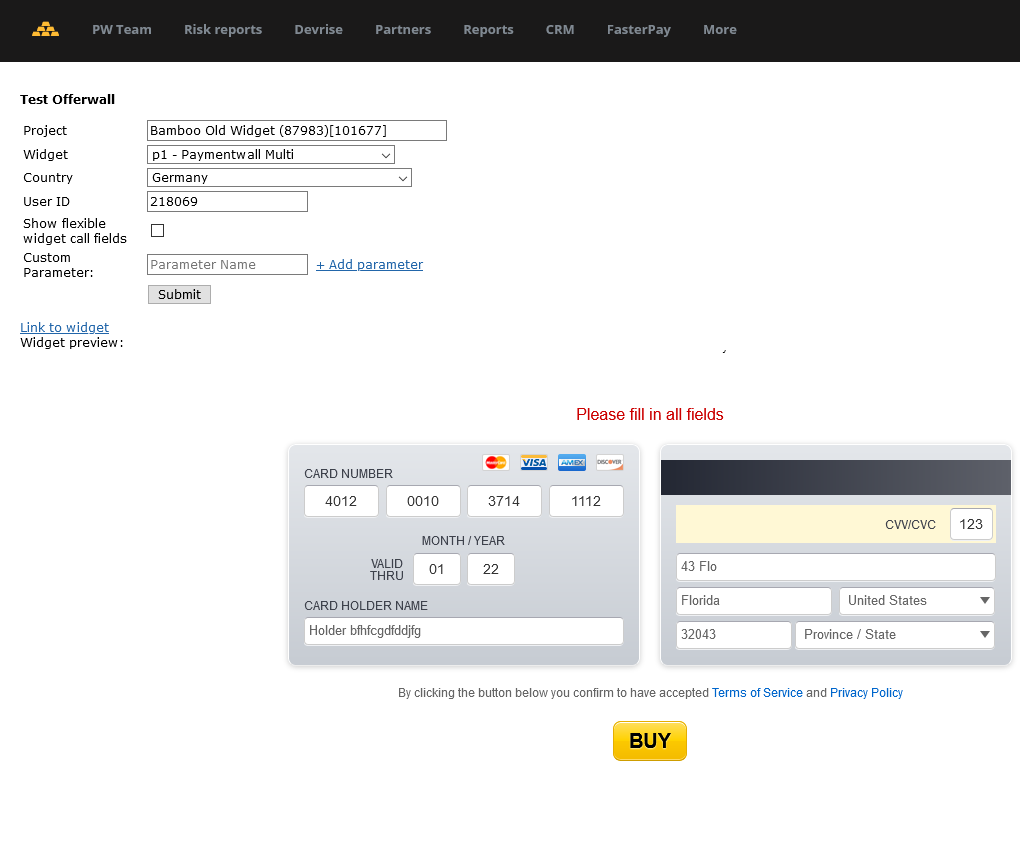 PW Team Risk reports Devrise Partners Reports CRM FasterPay More
Test Offerwall
Project Bamboo Old Widget (87983)[101677]
Widget p1 - Paymentwall Multi
Country Germany
User ID 218069
Show flexible
widget call fields
Custom
Parameter: Parameter Name + Add parameter
Submit
Link to widget
Widget preview:
Please fill in all fields
MasterCard VISA AMEX DISCOVER
CARD NUMBER
4012 0010 3714 1112
MONTH / YEAR
VALID
THRU 01 22
CARD HOLDER NAME
Holder bfhfcgdfddjfg
CVV/CVC 123
43 Flo
Florida United States
32043 Province / State
By clicking the button below you confirm to have accepted Terms of Service and Privacy Policy
BUY